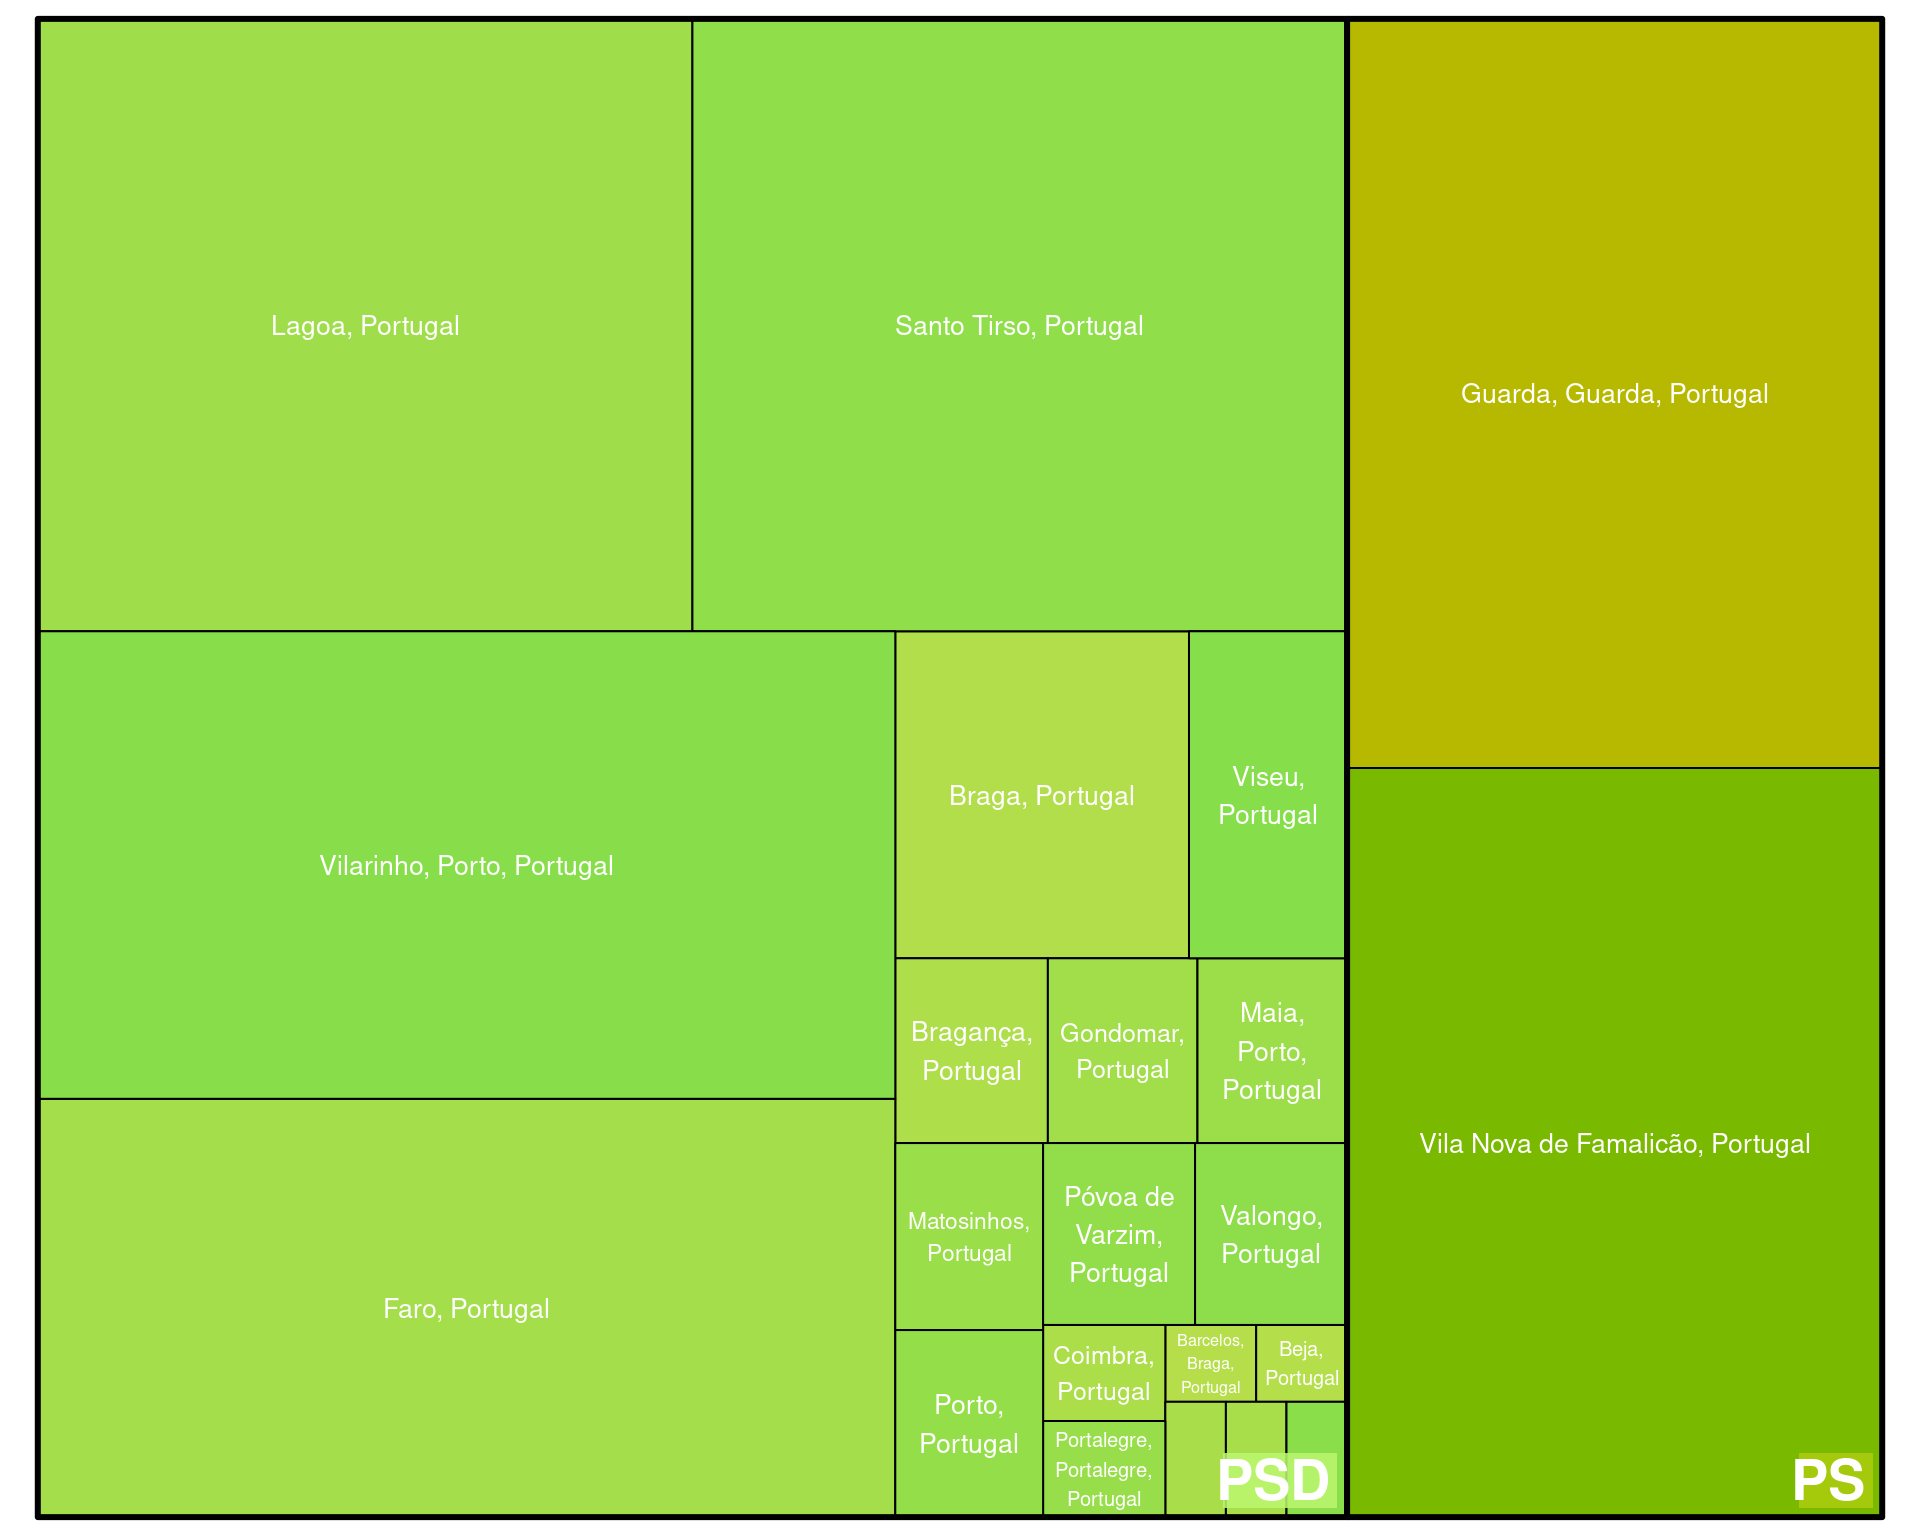 Lagoa, Portugal
Santo Tirso, Portugal
Guarda, Guarda, Portugal
Vilarinho, Porto, Portugal
Braga, Portugal
Viseu,
Portugal
Bragança,
Portugal
Gondomar,
Portugal
Maia,
Porto,
Portugal
Vila Nova de Famalicão, Portugal
Faro, Portugal
Matosinhos,
Portugal
Póvoa de
Varzim,
Portugal
Valongo,
Portugal
Porto,
Portugal
Coimbra,
Portugal
Barcelos,
Braga,
Portugal
Beja,
Portugal
Portalegre,
Portalegre,
Portugal
PSD
PS